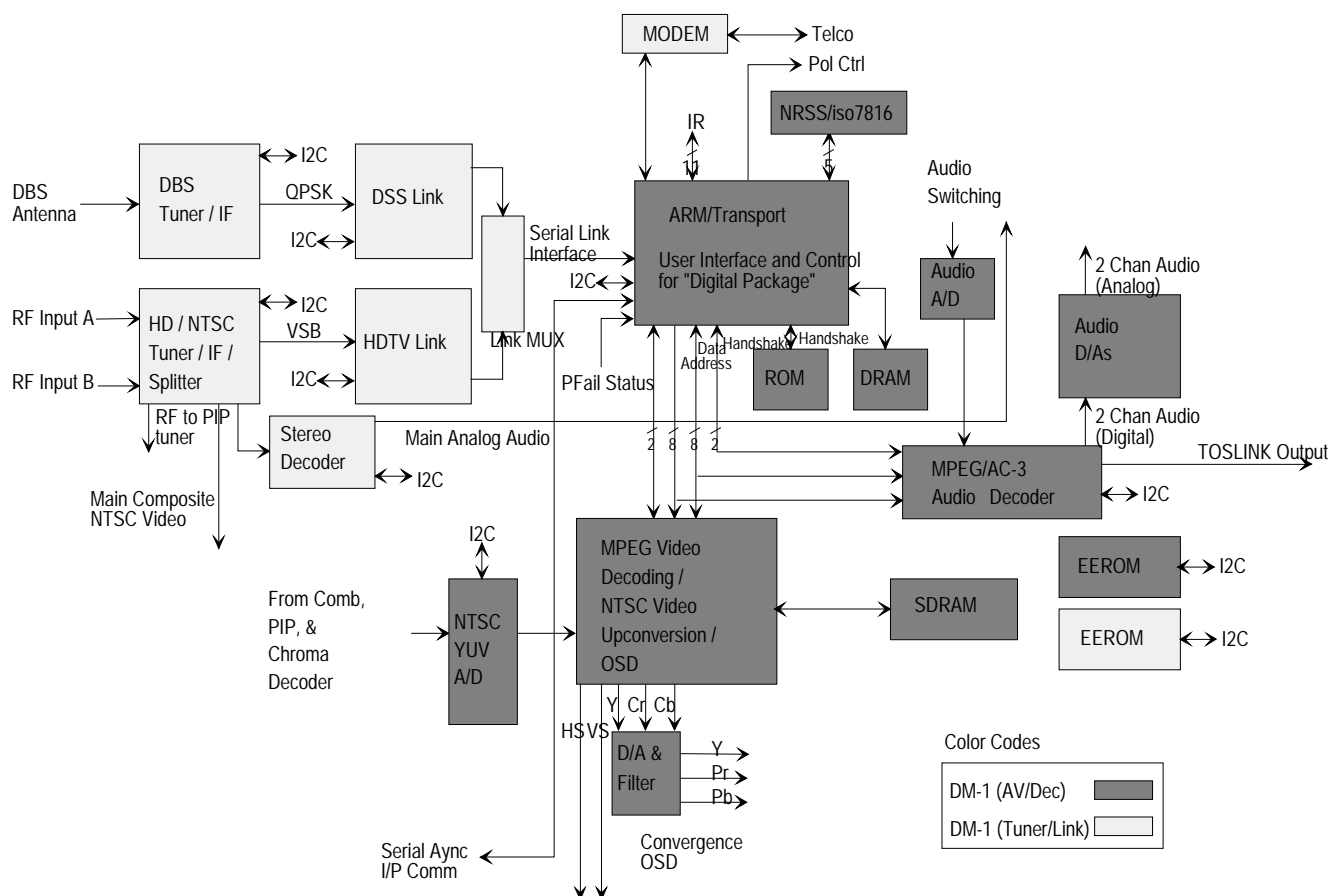 MODEM
Telco
Pol Ctrl
NRSS/iso7816
IR
11
5
I2C
DBS
Antenna
DBS
Tuner / IF
QPSK
DSS Link
I2C
Serial Link
Interface
ARM/Transport
User Interface and Control
for "Digital Package"
I2C
Audio
Switching
Audio
A/D
2 Chan Audio
(Analog)
Audio
D/As
RF Input A
RF Input B
HD / NTSC
Tuner / IF /
Splitter
I2C
VSB
HDTV Link
I2C
Link MUX
PFail Status
Address
Data
Handshake
Handshake
ROM
DRAM
RF to PIP
tuner
Stereo
Decoder
Main Analog Audio
I2C
2
8
8
2
2 Chan Audio
(Digital)
TOSLINK Output
MPEG/AC-3
Audio Decoder
I2C
Main Composite
NTSC Video
I2C
From Comb,
PIP, &
Chroma
Decoder
NTSC
YUV
A/D
MPEG Video
Decoding /
NTSC Video
Upconversion /
OSD
SDRAM
EEROM
I2C
EEROM
I2C
HS VS
Y Cr Cb
D/A &
Filter
Y
Pr
Pb
Convergence
OSD
Serial Aync
I/P Comm
Color Codes
DM-1 (AV/Dec)
DM-1 (Tuner/Link)